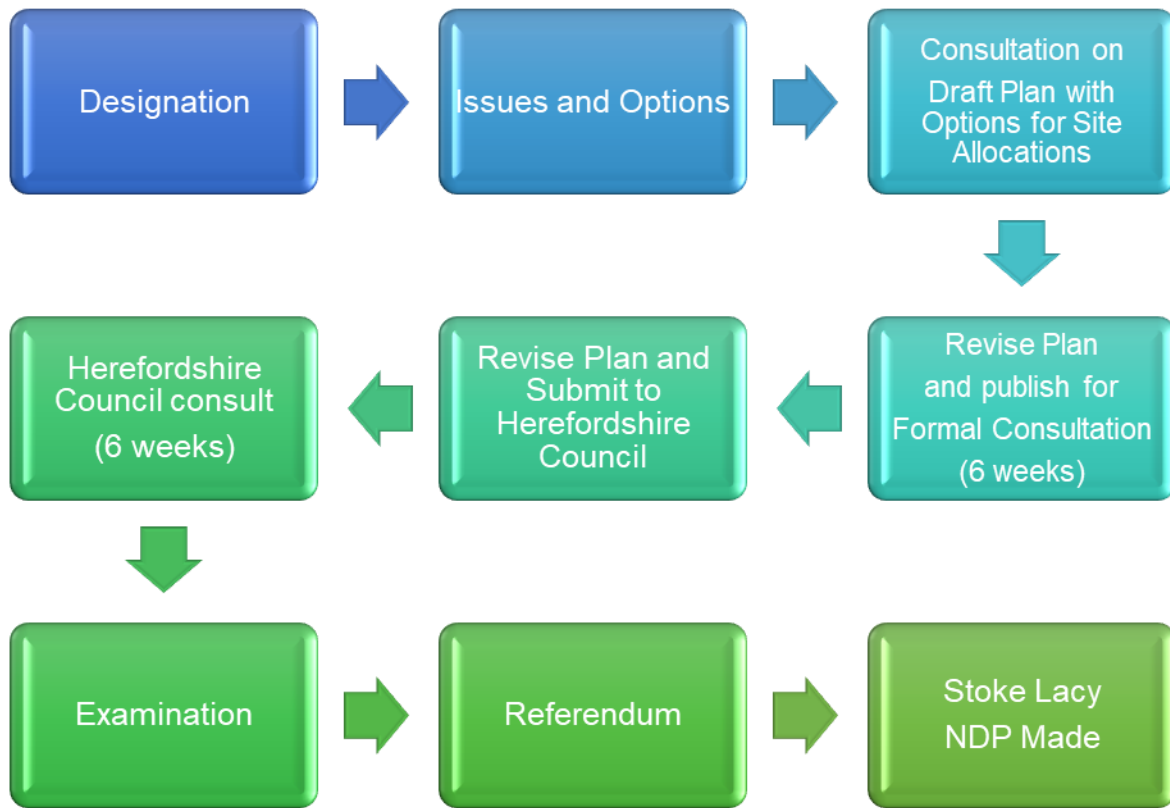 Designation
Issues and Options
Consultation on
Draft Plan with
Options for Site
Allocations
Revise Plan
and publish for
Formal Consultation
(6 weeks)
Revise Plan and
Submit to
Herefordshire
Council
Herefordshire
Council consult
(6 weeks)
Examination
Referendum
Stoke Lacy
NDP Made